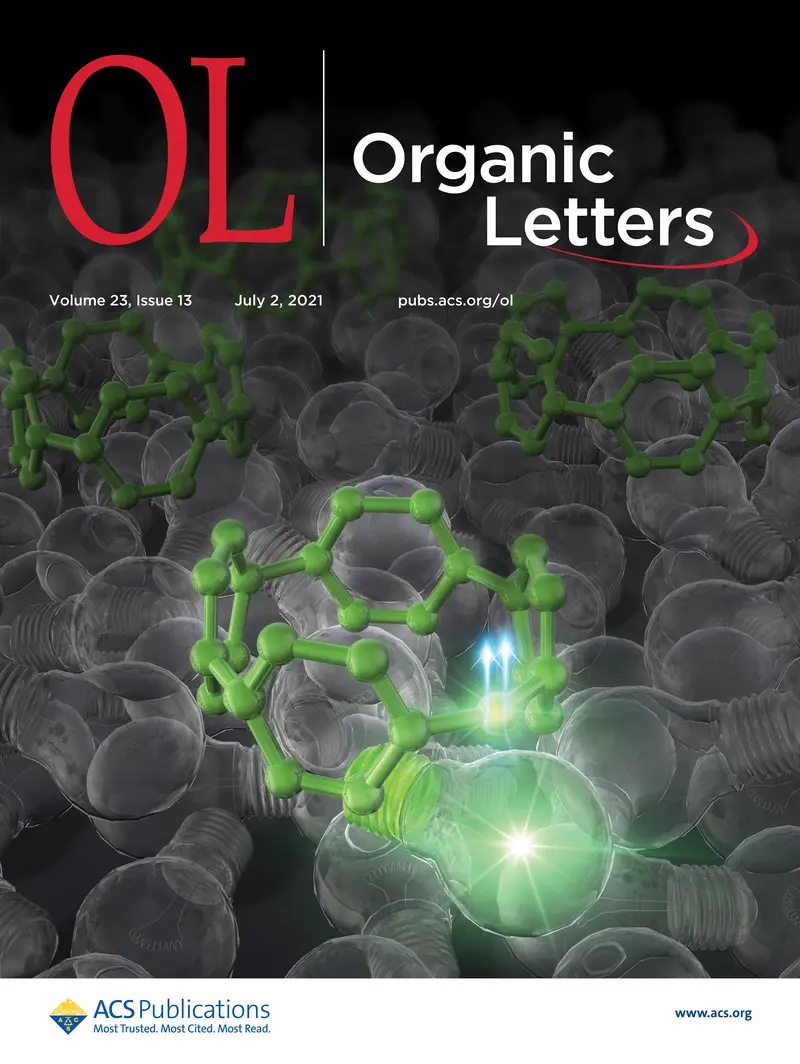 OL
Organic
Letters
Volume 23, Issue 13 July 2, 2021 pubs.acs.org/ol
ACS Publications
Most Trusted. Most Cited. Most Read.
www.acs.org